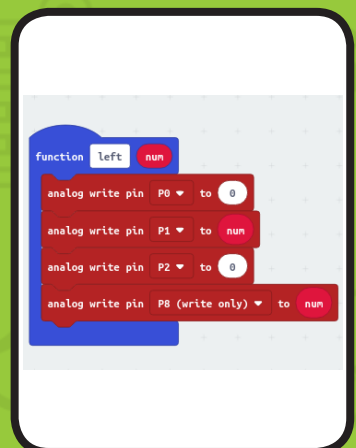 function left num
analog write pin P0 to 0
analog write pin P1 to num
analog write pin P2 to 0
analog write pin P8 (write only) to num